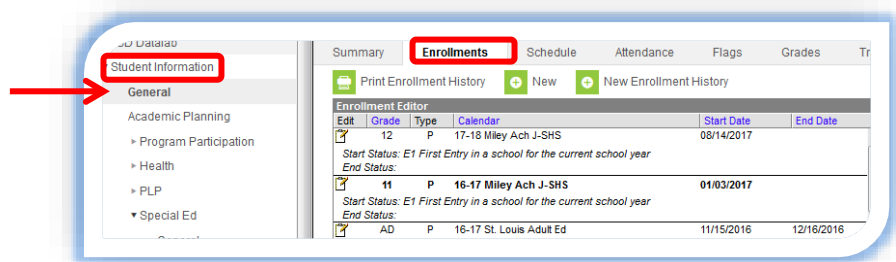 SD Datalab
Student Information
General
Academic Planning
▸ Program Participation
▸ Health
▸ PLP
▾ Special Ed
Summary Enrollments Schedule Attendance Flags Grades Tr
Print Enrollment History New New Enrollment History
Enrollment Editor
Edit Grade Type Calendar Start Date End Date
12 P 17-18 Miley Ach J-SHS 08/14/2017
Start Status: E1 First Entry in a school for the current school year
End Status:
11 P 16-17 Miley Ach J-SHS 01/03/2017
Start Status: E1 First Entry in a school for the current school year
End Status:
AD P 16-17 St. Louis Adult Ed 11/15/2016 12/16/2016